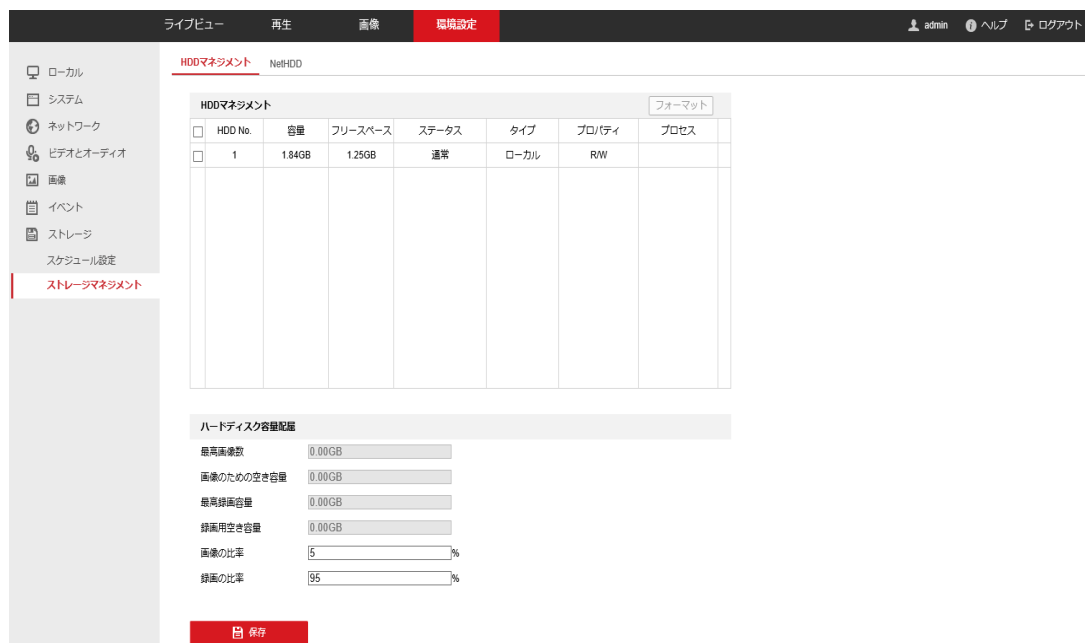 ライブビュー 再生 画像 環境設定 admin ヘルプ ログアウト
ローカル
システム
ネットワーク
ビデオとオーディオ
画像
イベント
ストレージ
スケジュール設定
ストレージマネジメント
HDDマネジメント NetHDD
HDDマネジメント フォーマット
HDD No. 容量 フリースペース ステータス タイプ プロパティ プロセス
1 1.84GB 1.25GB 通常 ローカル R/W
ハードディスク容量配属
最高画像数 0.00GB
画像のための空き容量 0.00GB
最高録画容量 0.00GB
録画用空き容量 0.00GB
画像の比率 5 %
録画の比率 95 %
保存